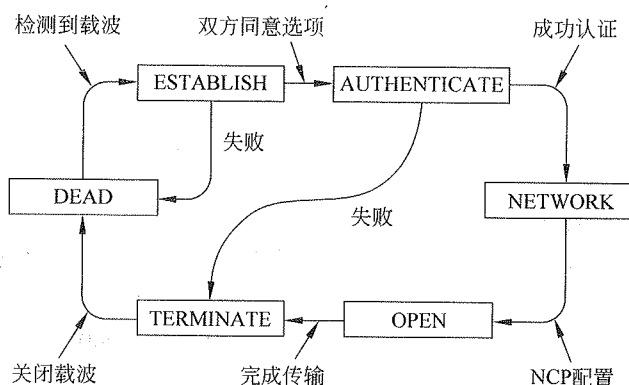 检测到载波
双方同意选项
成功认证
ESTABLISH
AUTHENTICATE
失败
DEAD
失败
NETWORK
TERMINATE
OPEN
关闭载波
完成传输
NCP配置